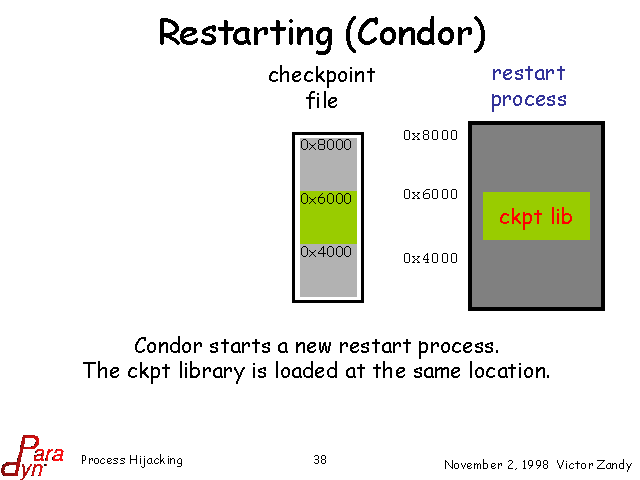 Restarting (Condor)
checkpoint
file
restart
process
0x8000
0x6000
0x4000
0x8000
0x6000
0x4000
ckpt lib
Condor starts a new restart process.
The ckpt library is loaded at the same location.
Para
dyn
Process Hijacking
38
November 2, 1998 Victor Zandy